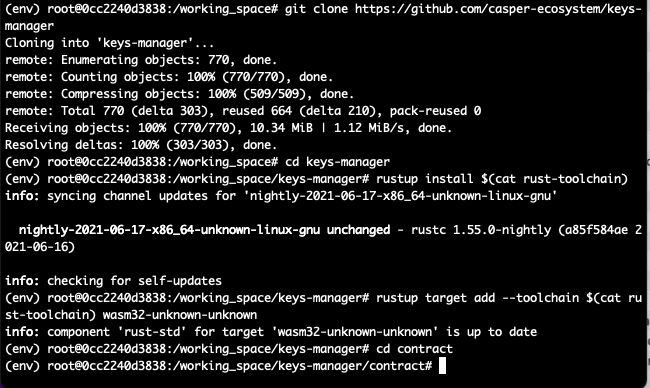 (env) root@0cc2240d3838:/working_space# git clone https://github.com/casper-ecosystem/keys-
manager
Cloning into 'keys-manager'...
remote: Enumerating objects: 770, done.
remote: Counting objects: 100% (770/770), done.
remote: Compressing objects: 100% (509/509), done.
remote: Total 770 (delta 303), reused 664 (delta 210), pack-reused 0
Receiving objects: 100% (770/770), 10.34 MiB | 1.12 MiB/s, done.
Resolving deltas: 100% (303/303), done.
(env) root@0cc2240d3838:/working_space# cd keys-manager
(env) root@0cc2240d3838:/working_space/keys-manager# rustup install $(cat rust-toolchain)
info: syncing channel updates for 'nightly-2021-06-17-x86_64-unknown-linux-gnu'
nightly-2021-06-17-x86_64-unknown-linux-gnu unchanged - rustc 1.55.0-nightly (a85f584ae 2
021-06-16)
info: checking for self-updates
(env) root@0cc2240d3838:/working_space/keys-manager# rustup target add --toolchain $(cat ru
st-toolchain) wasm32-unknown-unknown
info: component 'rust-std' for target 'wasm32-unknown-unknown' is up to date
(env) root@0cc2240d3838:/working_space/keys-manager# cd contract
(env) root@0cc2240d3838:/working_space/keys-manager/contract#